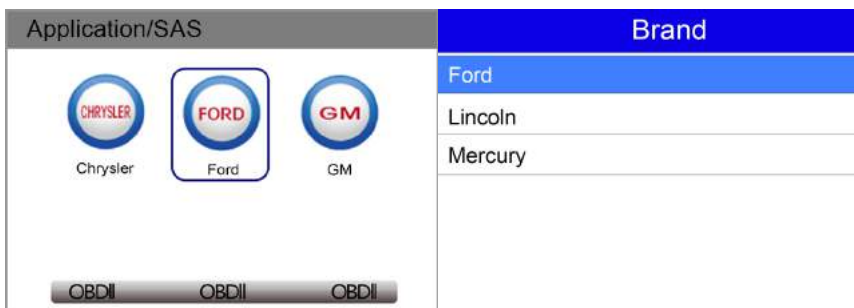 Application/SAS
CHRYSLER
FORD
GM
Chrysler
Ford
GM
OBDII
OBDII
OBDII
Brand
Ford
Lincoln
Mercury